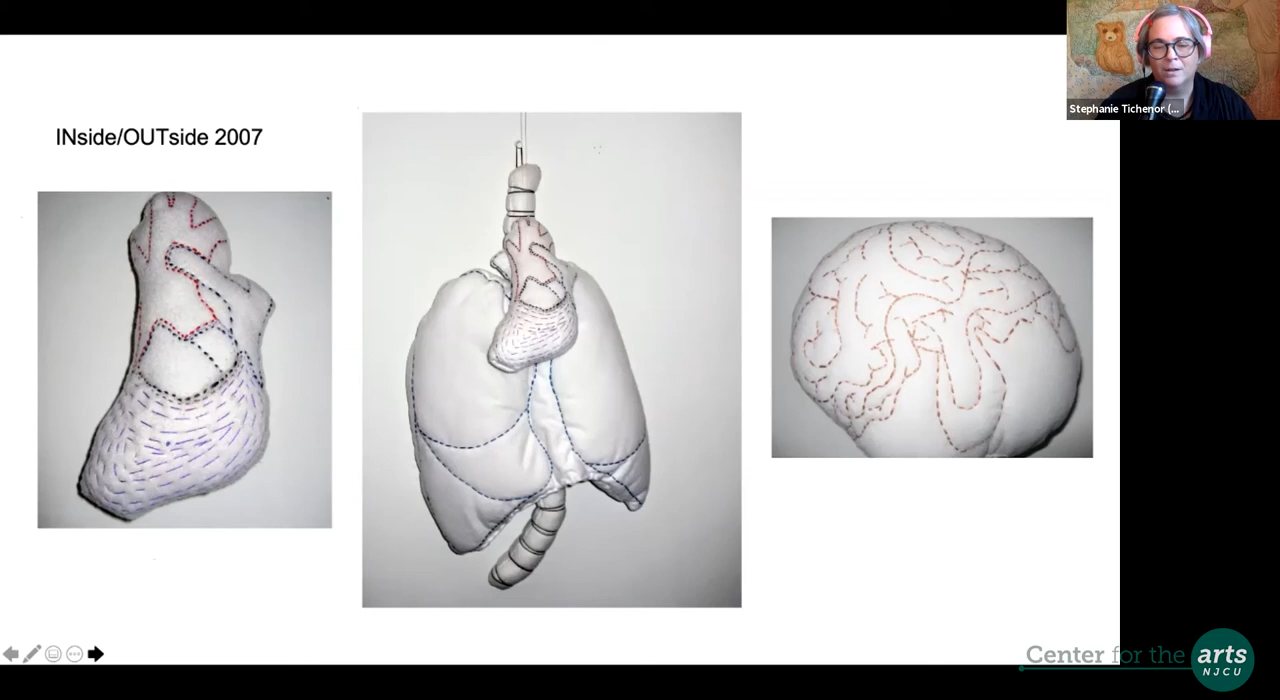 Stephanie Tichenor (...
INside/OUTside 2007
Center for the arts
NJCU